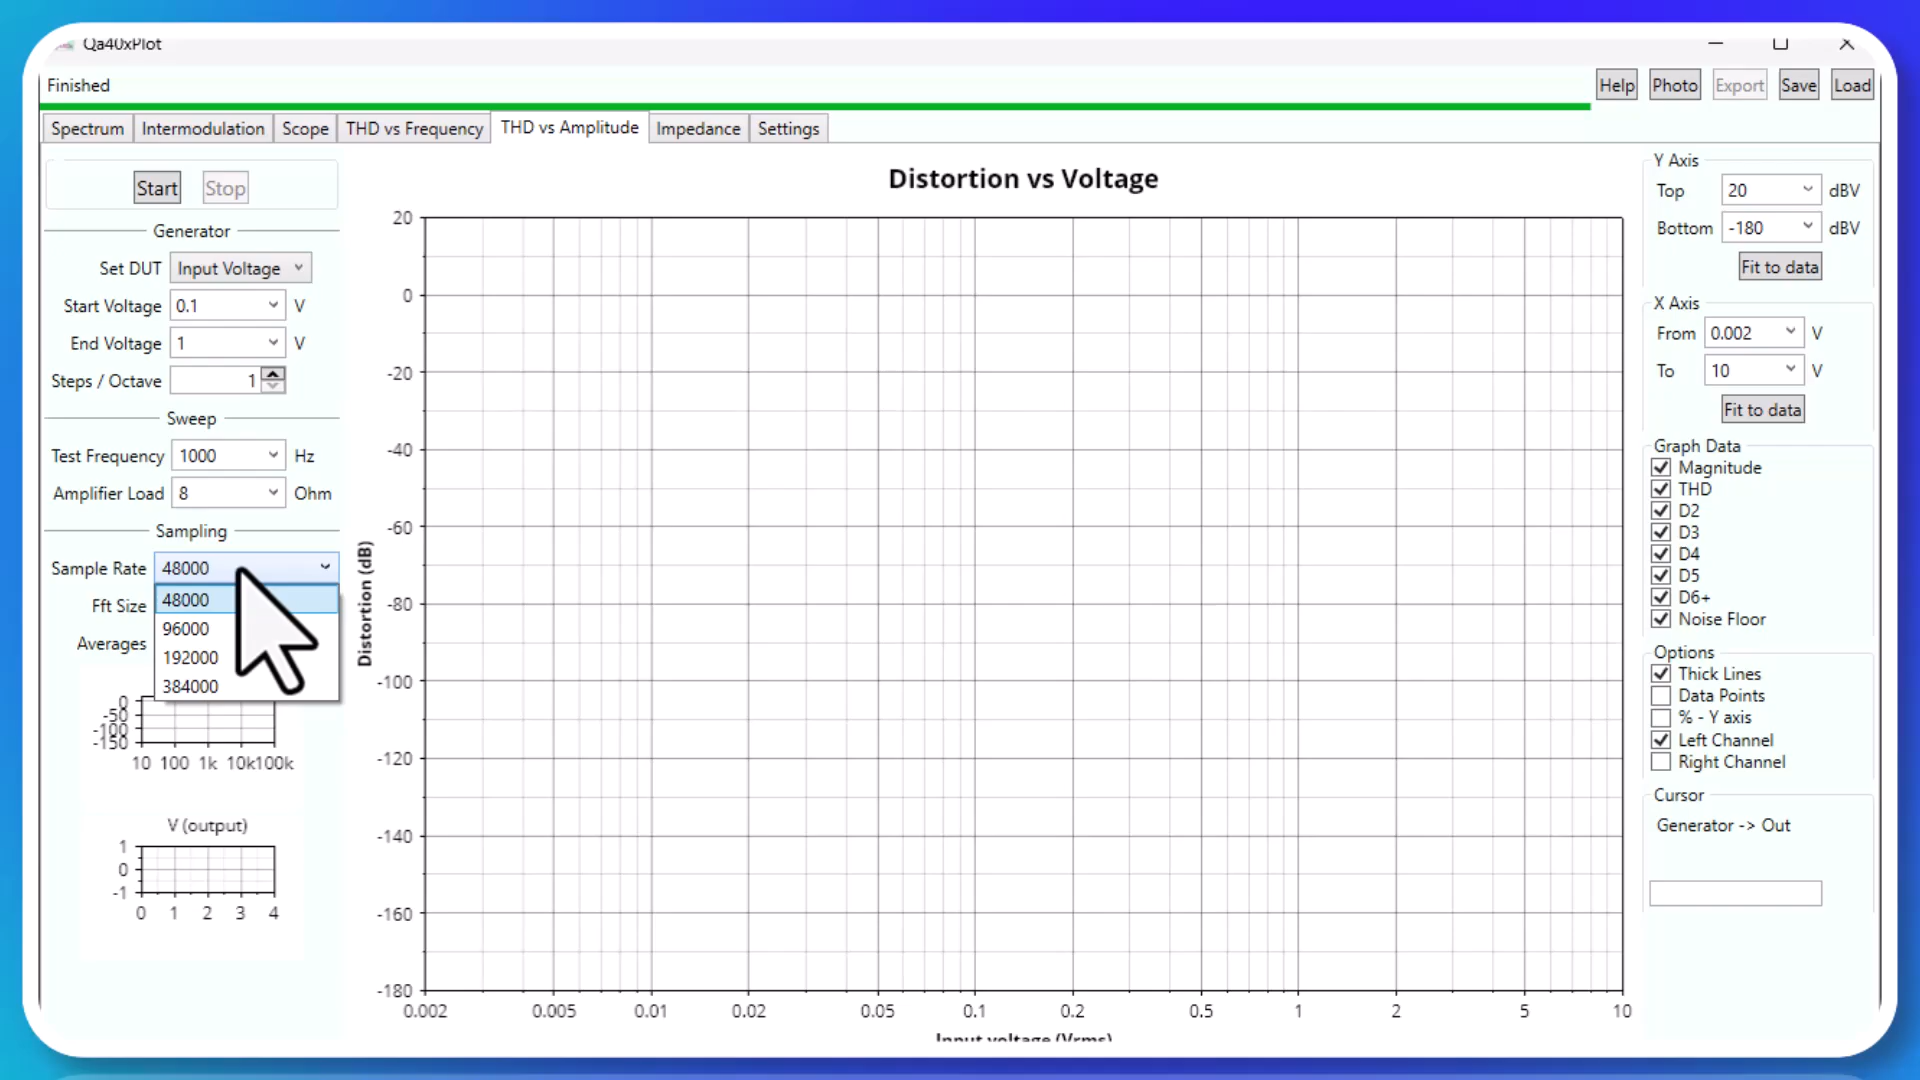 Qa40xPlot
Finished
Help Photo Export Save Load
Spectrum Intermodulation Scope THD vs Frequency THD vs Amplitude Impedance Settings
Start Stop
Generator
Set DUT Input Voltage
Start Voltage 0.1 V
End Voltage 1 V
Steps / Octave 1
Sweep
Test Frequency 1000 Hz
Amplifier Load 8 Ohm
Sampling
Sample Rate 48000
48000
Fft Size
96000
Averages
192000
384000
0
-50
-100
-150
10 100 1k 10k100k
V (output)
1
0
-1
0 1 2 3 4
Distortion vs Voltage
Distortion (dB)
20
0
-20
-40
-60
-80
-100
-120
-140
-160
-180
0.002 0.005 0.01 0.02 0.05 0.1 0.2 0.5 1 2 5 10
Input voltage (Vrms)
Y Axis
Top 20 dBV
Bottom -180 dBV
Fit to data
X Axis
From 0.002 V
To 10 V
Fit to data
Graph Data
Magnitude
THD
D2
D3
D4
D5
D6+
Noise Floor
Options
Thick Lines
Data Points
% - Y axis
Left Channel
Right Channel
Cursor
Generator -> Out